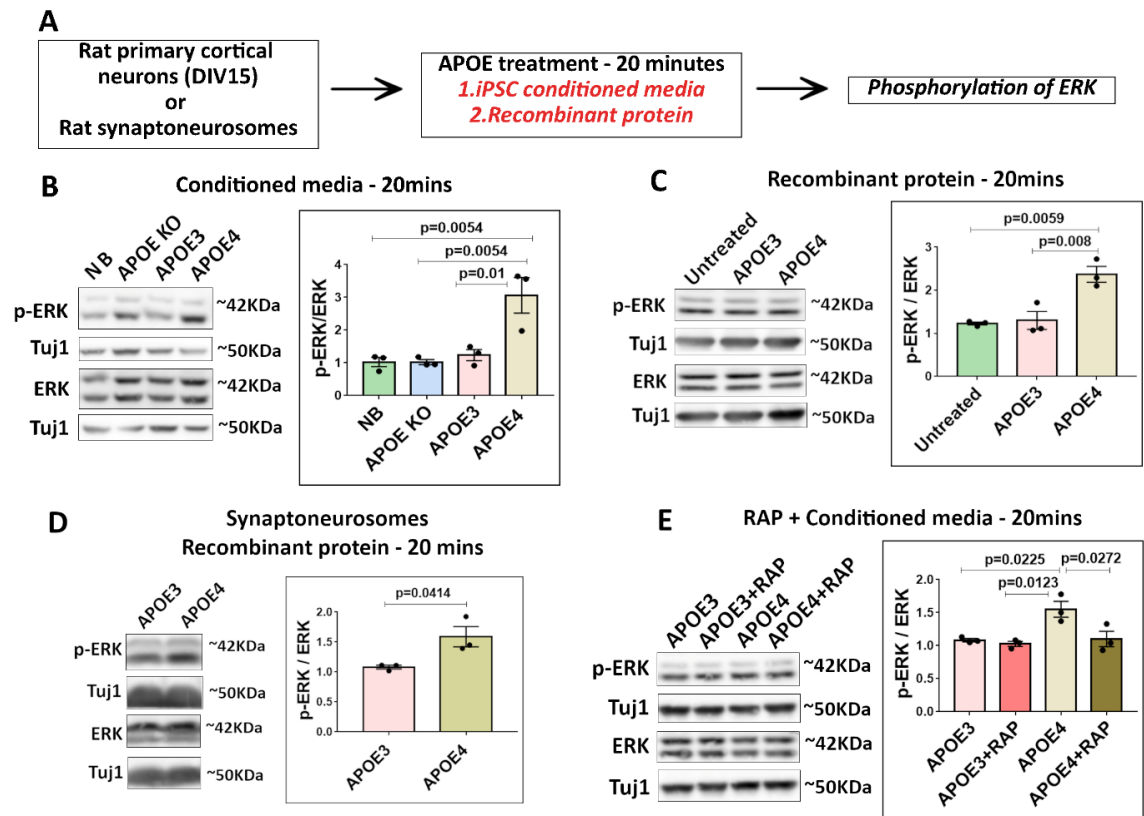 A
Rat primary cortical
neurons (DIV15)
or
Rat synaptoneurosomes
APOE treatment - 20 minutes
1.iPSC conditioned media
2.Recombinant protein
Phosphorylation of ERK
B
Conditioned media - 20mins
NB
APOE KO
APOE3
APOE4
p-ERK
~42KDa
Tuj1
~50KDa
ERK
~42KDa
Tuj1
~50KDa
p=0.0054
p=0.0054
p=0.01
p-ERK/ERK
4
3
2
1
0
NB
APOE KO
APOE3
APOE4
C
Recombinant protein - 20mins
Untreated
APOE3
APOE4
p-ERK
~42KDa
Tuj1
~50KDa
ERK
~42KDa
Tuj1
~50KDa
p=0.0059
p=0.008
p-ERK / ERK
3
2
1
0
Untreated
APOE3
APOE4
D
Synaptoneurosomes
Recombinant protein - 20 mins
APOE3
APOE4
p-ERK
~42KDa
Tuj1
~50KDa
ERK
~42KDa
Tuj1
~50KDa
p=0.0414
p-ERK / ERK
2.0
1.5
1.0
0.5
0.0
APOE3
APOE4
E
RAP + Conditioned media - 20mins
APOE3
APOE3+RAP
APOE4
APOE4+RAP
p-ERK
~42KDa
Tuj1
~50KDa
ERK
~42KDa
Tuj1
~50KDa
p=0.0225
p=0.0272
p=0.0123
p-ERK / ERK
2.0
1.5
1.0
0.5
0.0
APOE3
APOE3+RAP
APOE4
APOE4+RAP